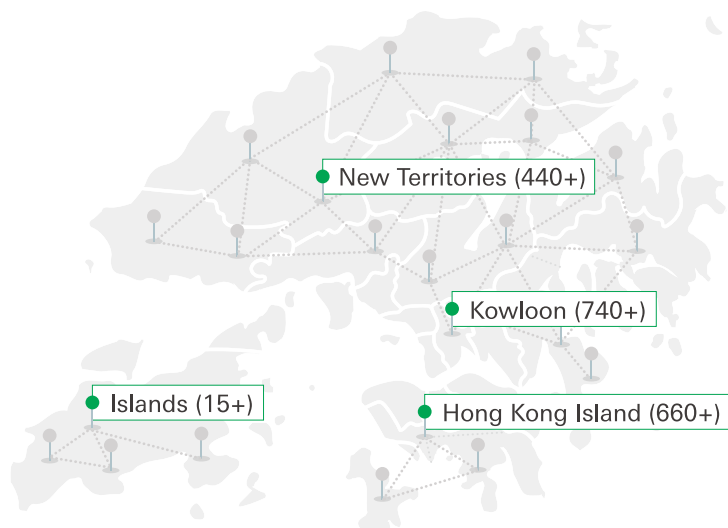 New Territories (440+)
Kowloon (740+)
Islands (15+)
Hong Kong Island (660+)